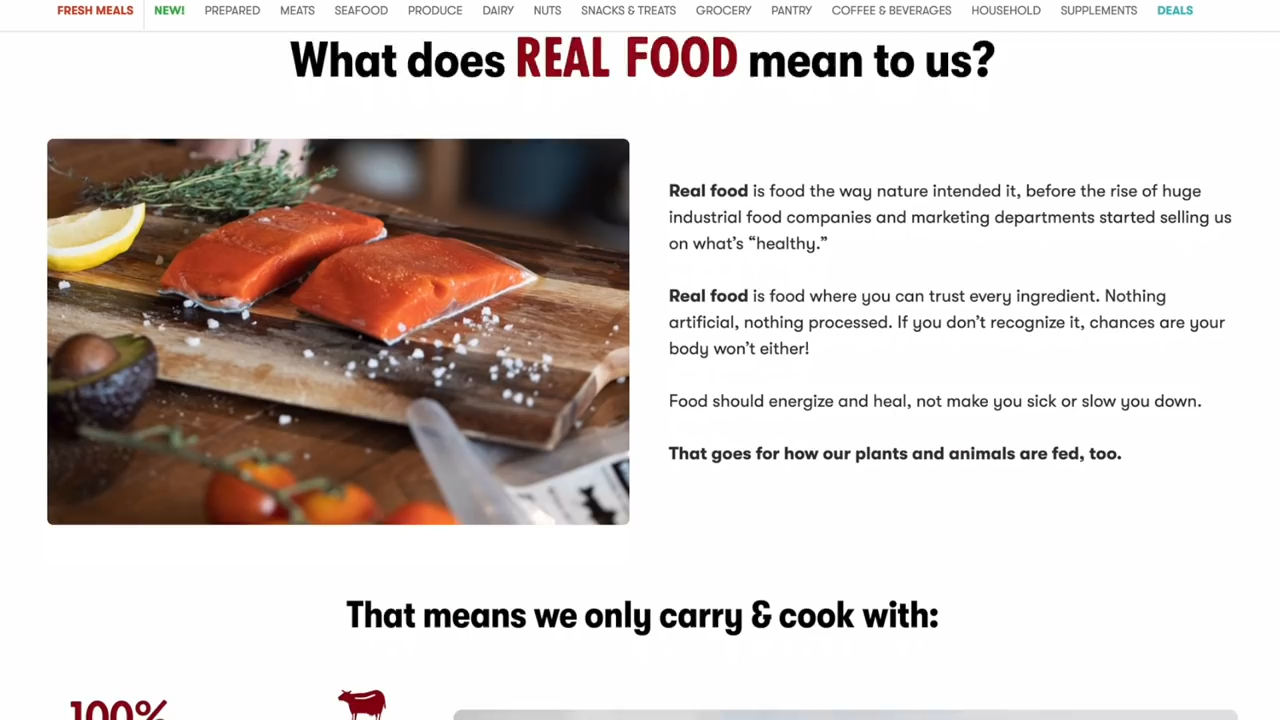 FRESH MEALS NEW! PREPARED MEATS SEAFOOD PRODUCE DAIRY NUTS SNACKS & TREATS GROCERY PANTRY COFFEE & BEVERAGES HOUSEHOLD SUPPLEMENTS DEALS
What does REAL FOOD mean to us?
Real food is food the way nature intended it, before the rise of huge
industrial food companies and marketing departments started selling us
on what’s “healthy.”
Real food is food where you can trust every ingredient. Nothing
artificial, nothing processed. If you don’t recognize it, chances are your
body won’t either!
Food should energize and heal, not make you sick or slow you down.
That goes for how our plants and animals are fed, too.
That means we only carry & cook with:
100%